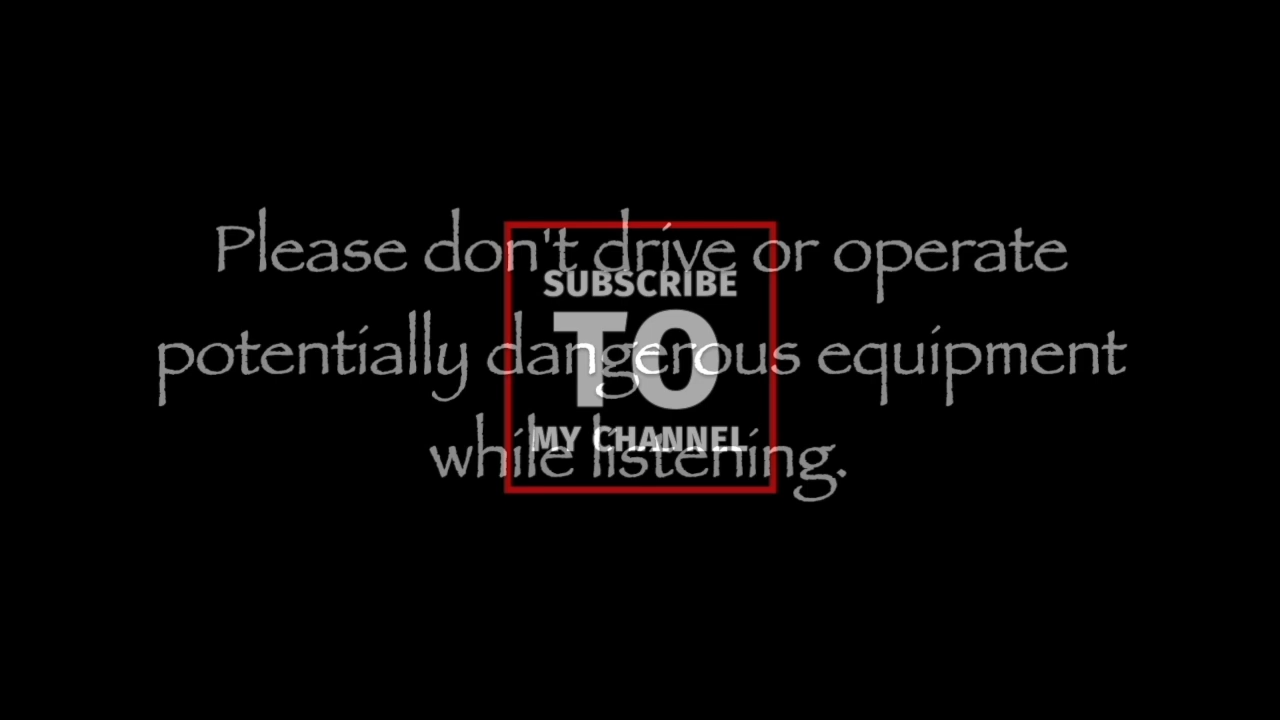 Please don't drive or operate
potentially dangerous equipment
while listening.
SUBSCRIBE
TO
MY CHANNEL